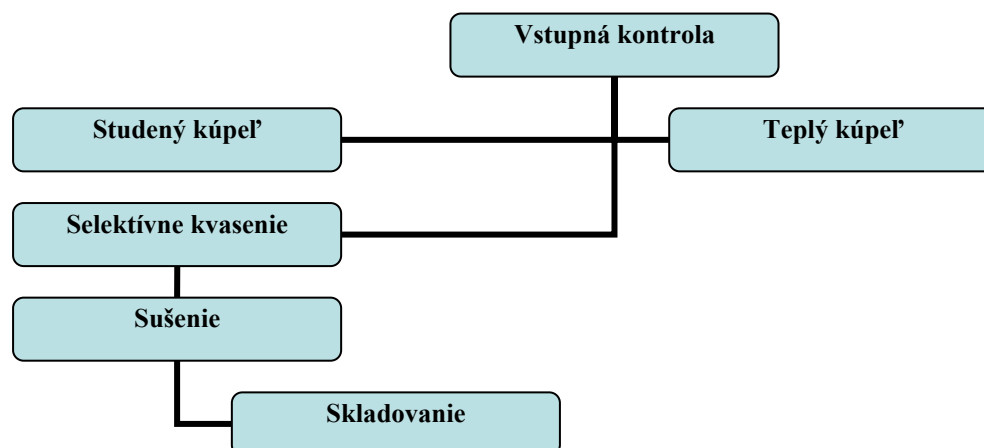 Vstupná kontrola
Studený kúpeľ
Teplý kúpeľ
Selektívne kvasenie
Sušenie
Skladovanie